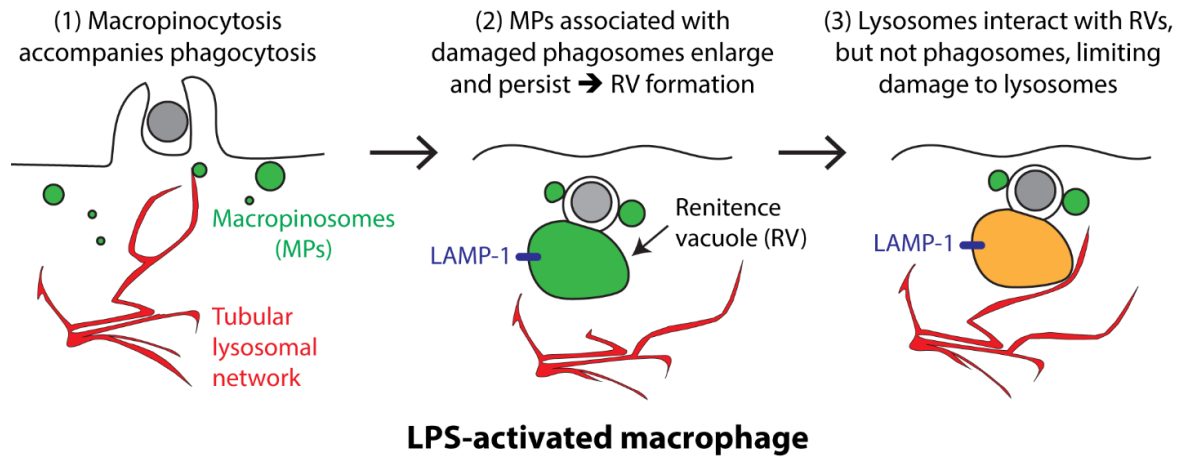 (1) Macropinocytosis
accompanies phagocytosis
(2) MPs associated with
damaged phagosomes enlarge
and persist ➔ RV formation
(3) Lysosomes interact with RVs,
but not phagosomes, limiting
damage to lysosomes
Macropinosomes
(MPs)
Tubular
lysosomal
network
LAMP-1
Renitence
vacuole (RV)
LAMP-1
LPS-activated macrophage